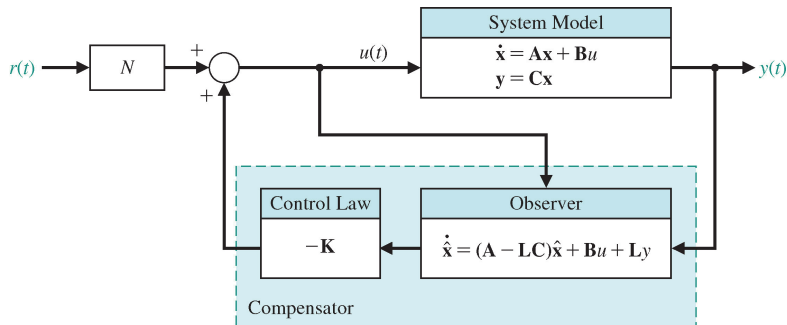 System Model
r(t)
N
+
+
u(t)
ẋ = Ax + Bu
y = Cx
y(t)
Control Law
−K
Observer
x̂̇ = (A − LC)x̂ + Bu + Ly
Compensator